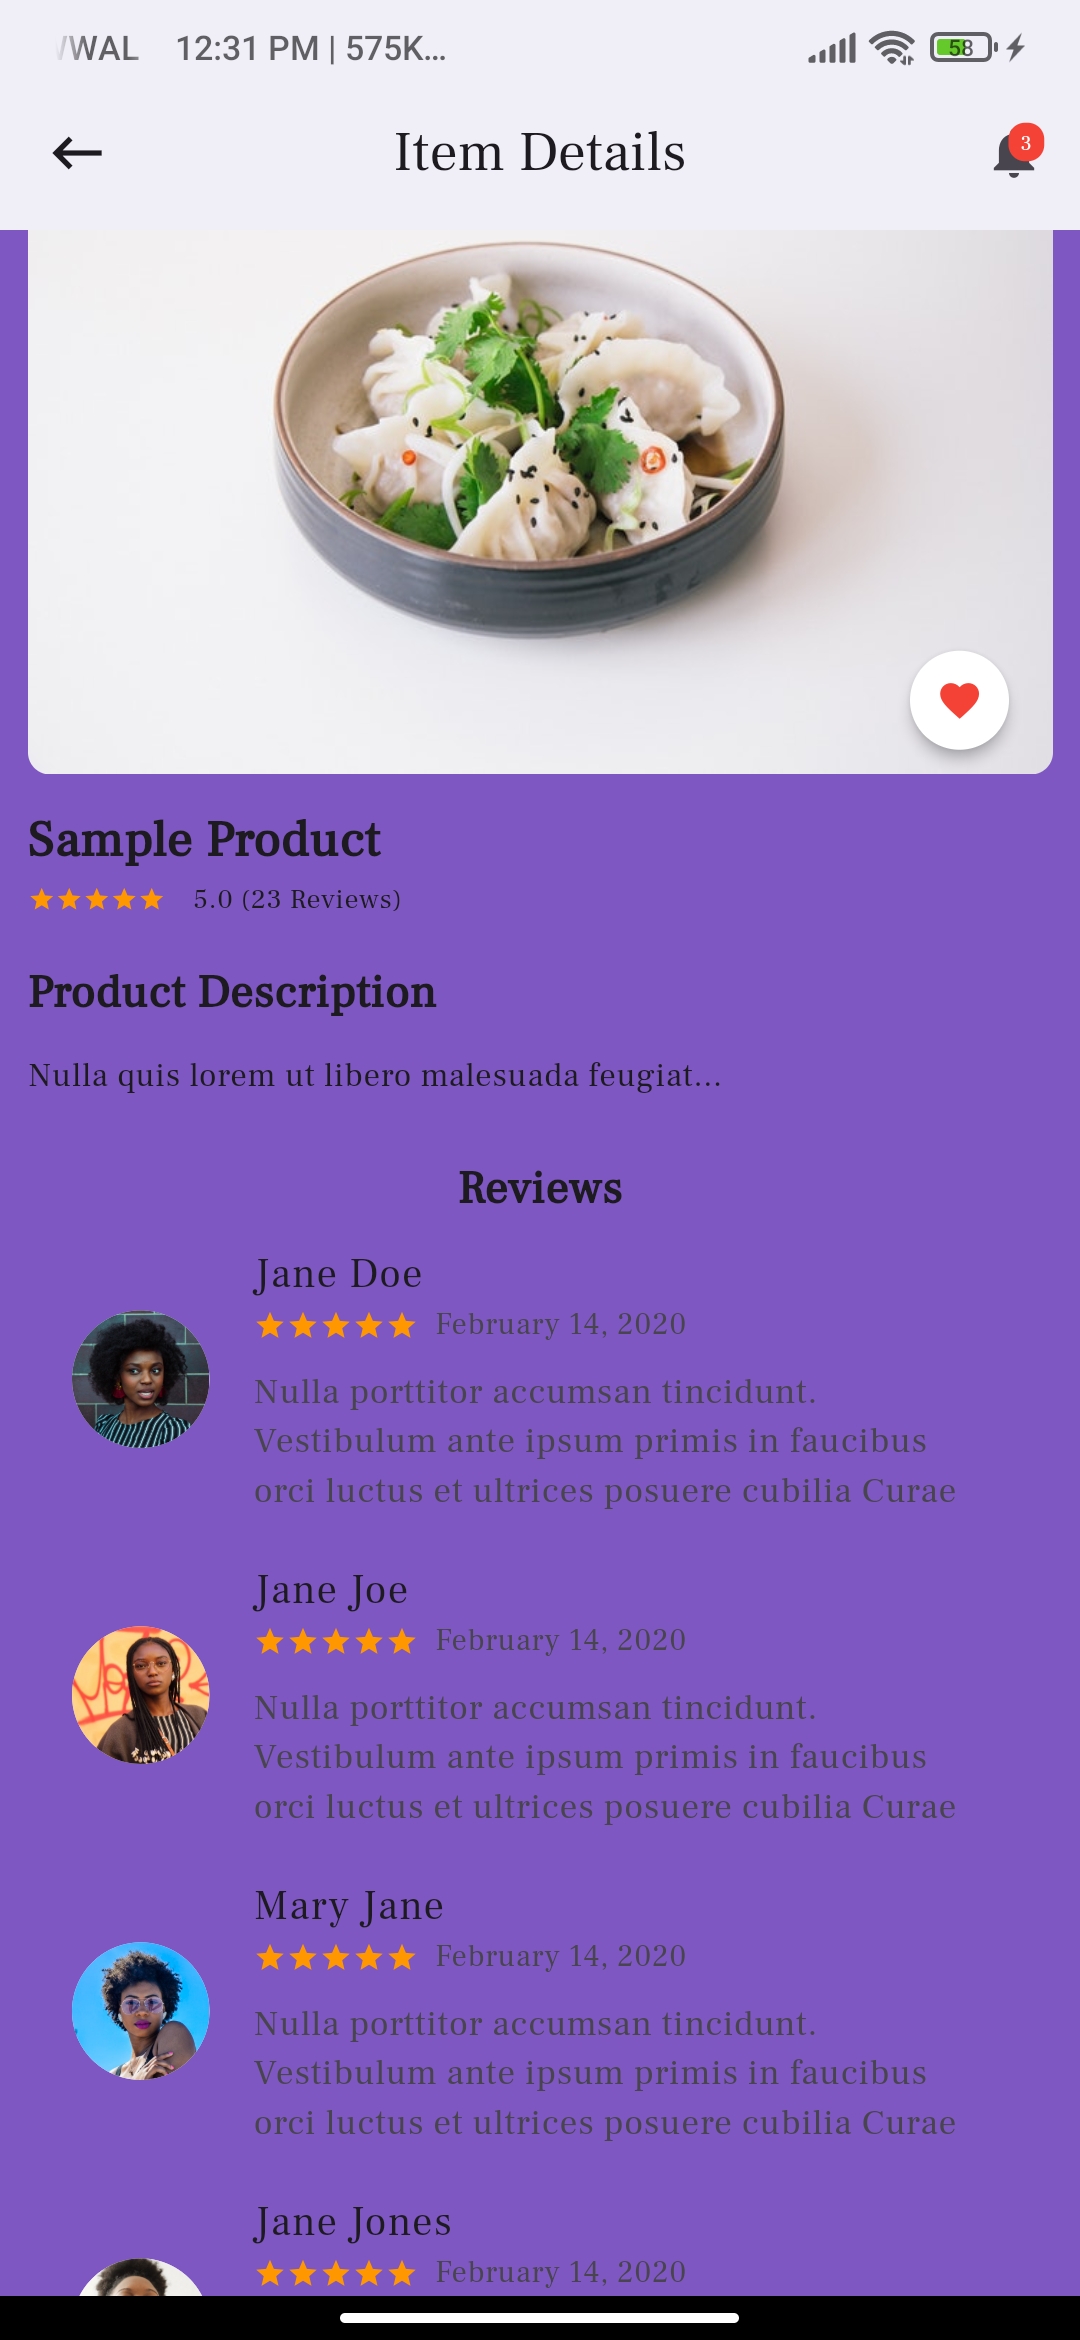 WAL 12:31 PM | 575K... 58
Item Details
3
Sample Product
5.0 (23 Reviews)
Product Description
Nulla quis lorem ut libero malesuada feugiat...
Reviews
Jane Doe
February 14, 2020
Nulla porttitor accumsan tincidunt.
Vestibulum ante ipsum primis in faucibus
orci luctus et ultrices posuere cubilia Curae
Jane Joe
February 14, 2020
Nulla porttitor accumsan tincidunt.
Vestibulum ante ipsum primis in faucibus
orci luctus et ultrices posuere cubilia Curae
Mary Jane
February 14, 2020
Nulla porttitor accumsan tincidunt.
Vestibulum ante ipsum primis in faucibus
orci luctus et ultrices posuere cubilia Curae
Jane Jones
February 14, 2020